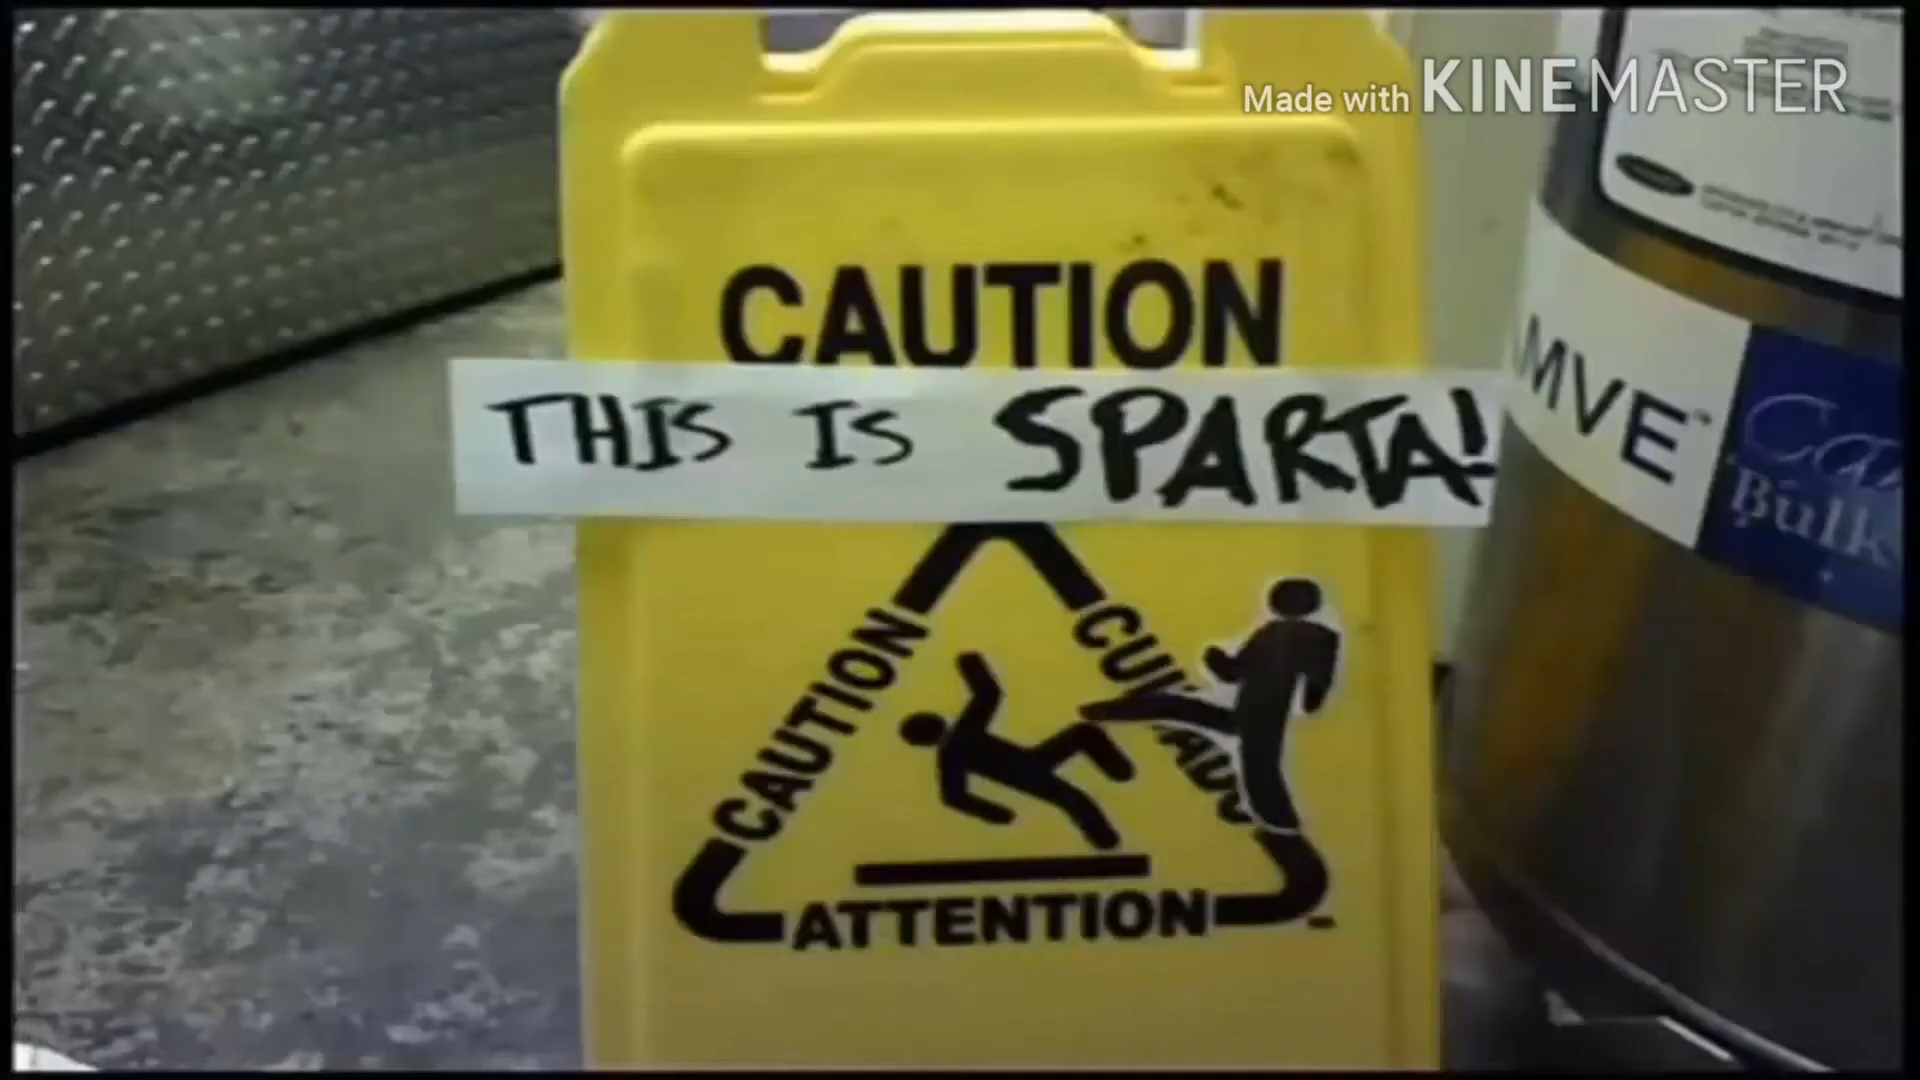 Made with KINEMASTER
CAUTION
THIS IS SPARTA!
MVE
Bulk
CAUTION
ATTENTION